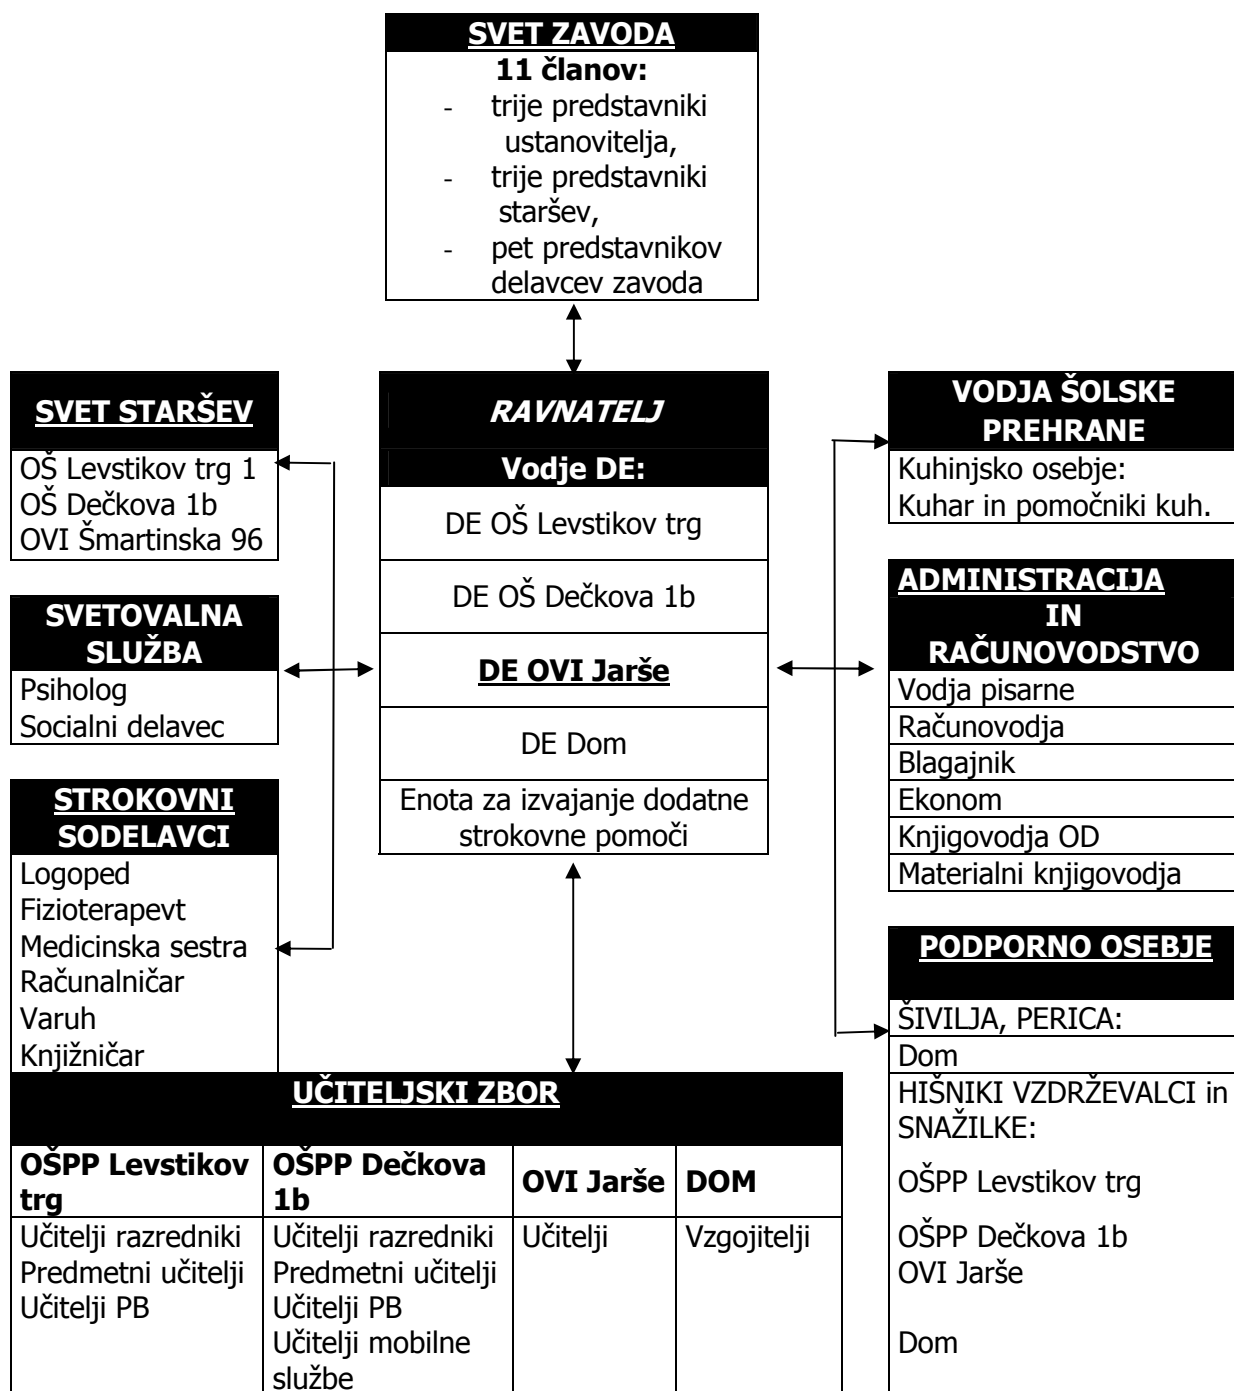 SVET ZAVODA
11 članov:
- trije predstavniki
ustanovitelja,
- trije predstavniki
staršev,
- pet predstavnikov
delavcev zavoda
SVET STARŠEV
OŠ Levstikov trg 1
OŠ Dečkova 1b
OVI Šmartinska 96
SVETOVALNA
SLUŽBA
Psiholog
Socialni delavec
STROKOVNI
SODELAVCI
Logoped
Fizioterapevt
Medicinska sestra
Računalničar
Varuh
Knjižničar
RAVNATELJ
Vodje DE:
DE OŠ Levstikov trg
DE OŠ Dečkova 1b
DE OVI Jarše
DE Dom
Enota za izvajanje dodatne
strokovne pomoči
VODJA ŠOLSKE
PREHRANE
Kuhinjsko osebje:
Kuhar in pomočniki kuh.
ADMINISTRACIJA
IN
RAČUNOVODSTVO
Vodja pisarne
Računovodja
Blagajnik
Ekonom
Knjigovodja OD
Materialni knjigovodja
PODPORNO OSEBJE
ŠIVILJA, PERICA:
Dom
HIŠNIKI VZDRŽEVALCI in
SNAŽILKE:
OŠPP Levstikov trg
OŠPP Dečkova 1b
OVI Jarše
Dom
UČITELJSKI ZBOR
OŠPP Levstikov
trg
Učitelji razredniki
Predmetni učitelji
Učitelji PB
OŠPP Dečkova
1b
Učitelji razredniki
Predmetni učitelji
Učitelji PB
Učitelji mobilne
službe
OVI Jarše
Učitelji
DOM
Vzgojitelji